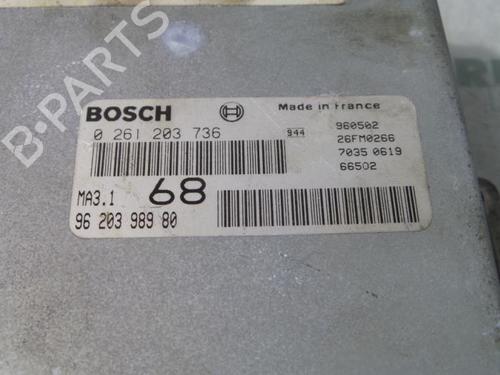 B-PARTS
BOSCH
Made in France
0 261 203 736
944
960502
26FM0266
7035 0619
66502
MA3.1
68
96 203 989 80